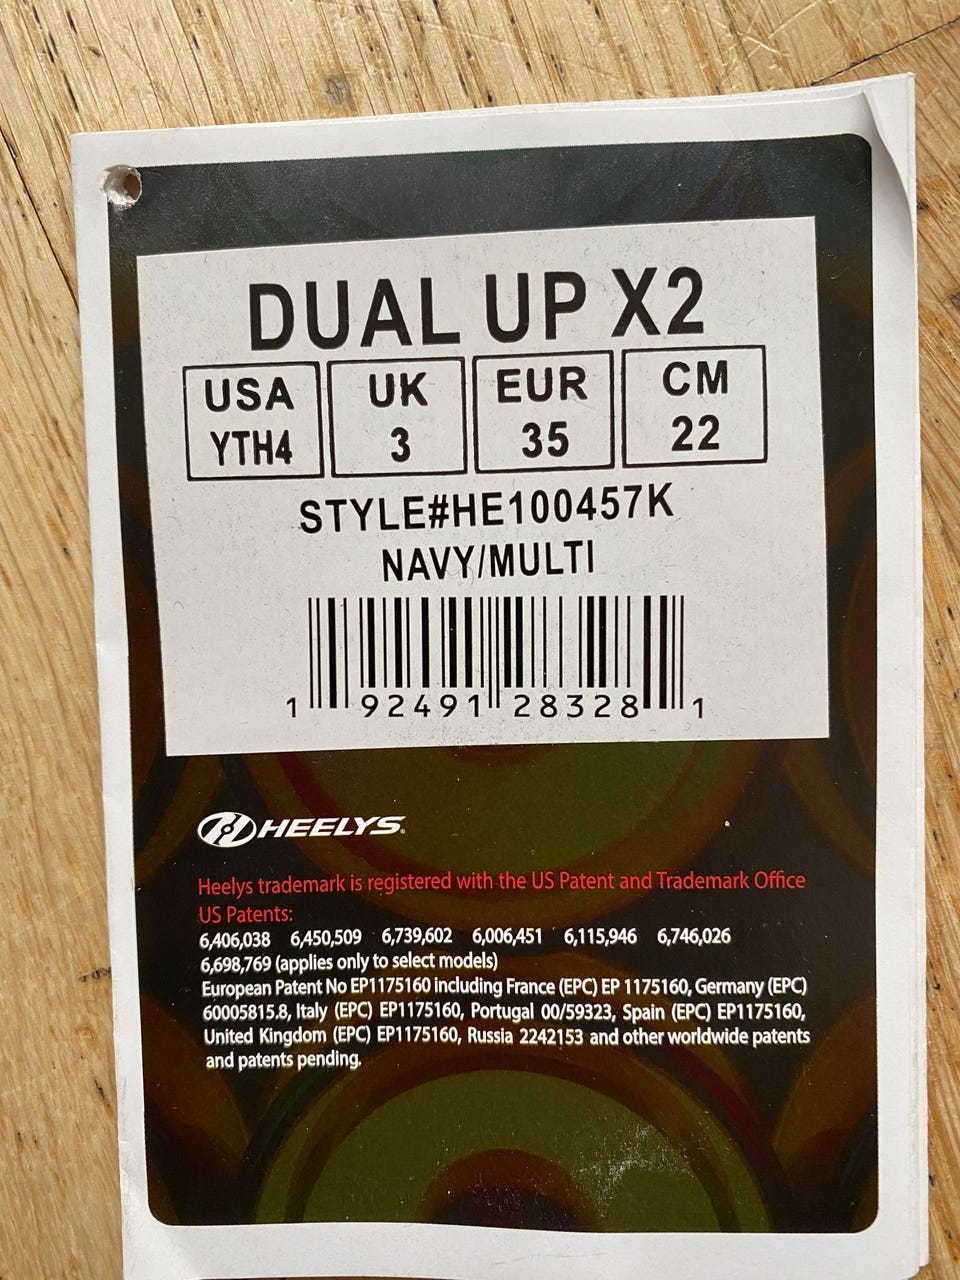 DUAL UP X2
USA UK EUR CM
YTH4 3 35 22
STYLE#HE100457K
NAVY/MULTI
1 92491 28328 1
HEELYS®
Heelys trademark is registered with the US Patent and Trademark Office
US Patents:
6,406,038 6,450,509 6,739,602 6,006,451 6,115,946 6,746,026
6,698,769 (applies only to select models)
European Patent No EP1175160 including France (EPC) EP 1175160, Germany (EPC)
60005815.8, Italy (EPC) EP1175160, Portugal 00/59323, Spain (EPC) EP1175160,
United Kingdom (EPC) EP1175160, Russia 2242153 and other worldwide patents
and patents pending.